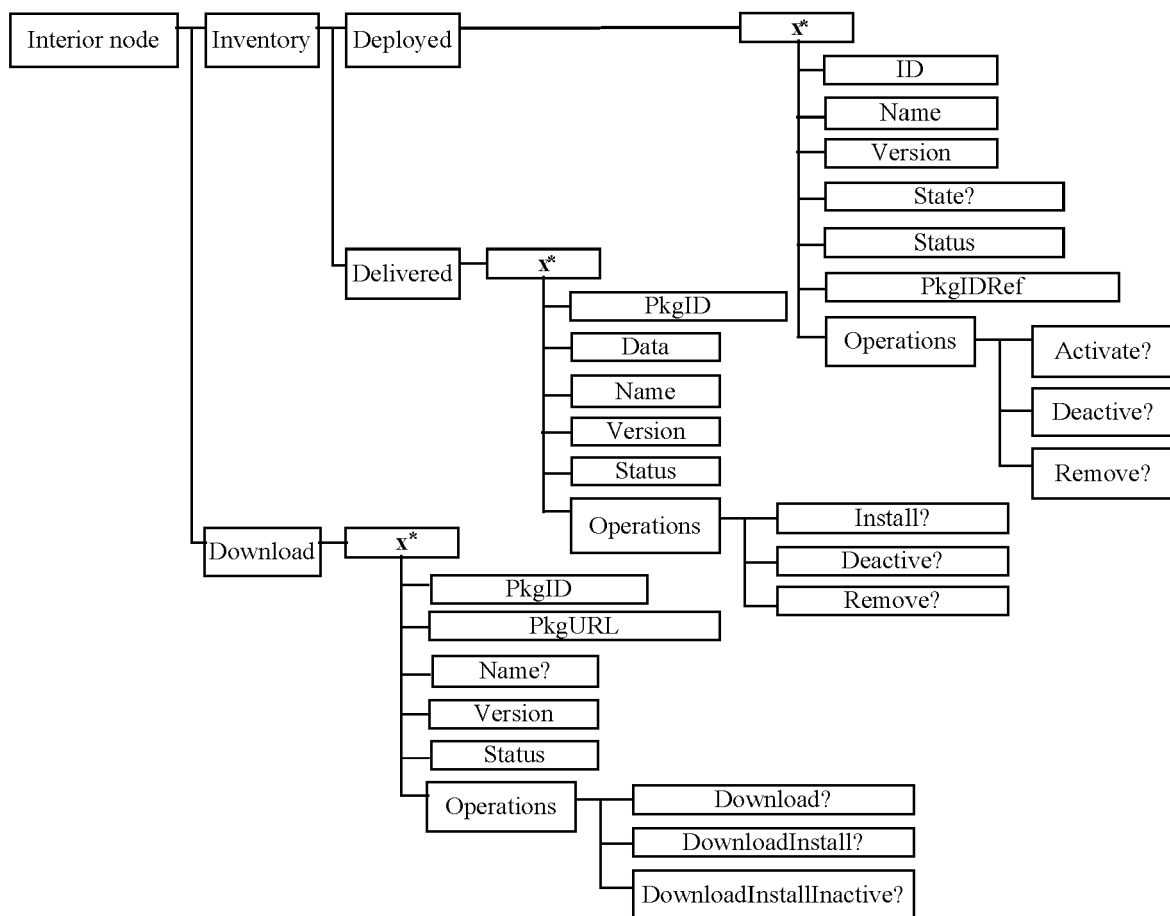 Interior node
Inventory
Deployed
x*
ID
Name
Version
State?
Status
PkgIDRef
Operations
Activate?
Deactive?
Remove?
Delivered
x*
PkgID
Data
Name
Version
Status
Operations
Install?
Deactive?
Remove?
Download
x*
PkgID
PkgURL
Name?
Version
Status
Operations
Download?
DownloadInstall?
DownloadInstallInactive?